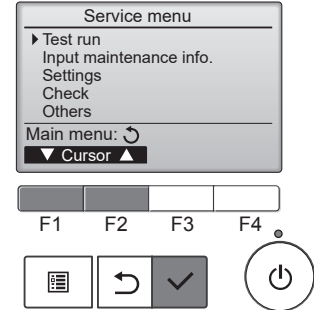 Service menu
Test run
Input maintenance info.
Settings
Check
Others
Main menu:
Cursor
F1 F2 F3 F4